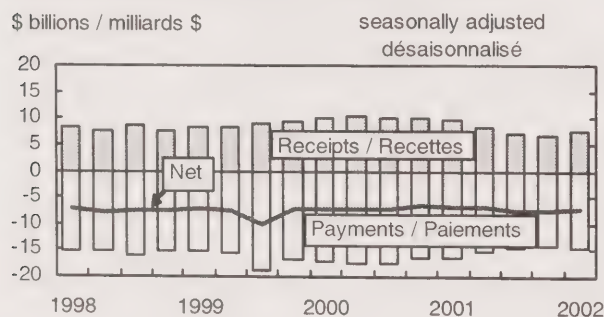 $ billions / milliards $
seasonally adjusted
désaisonnalisé
20
15
10
5
0
-5
-10
-15
-20
Receipts / Recettes
Net
Payments / Paiements
1998 1999 2000 2001 2002